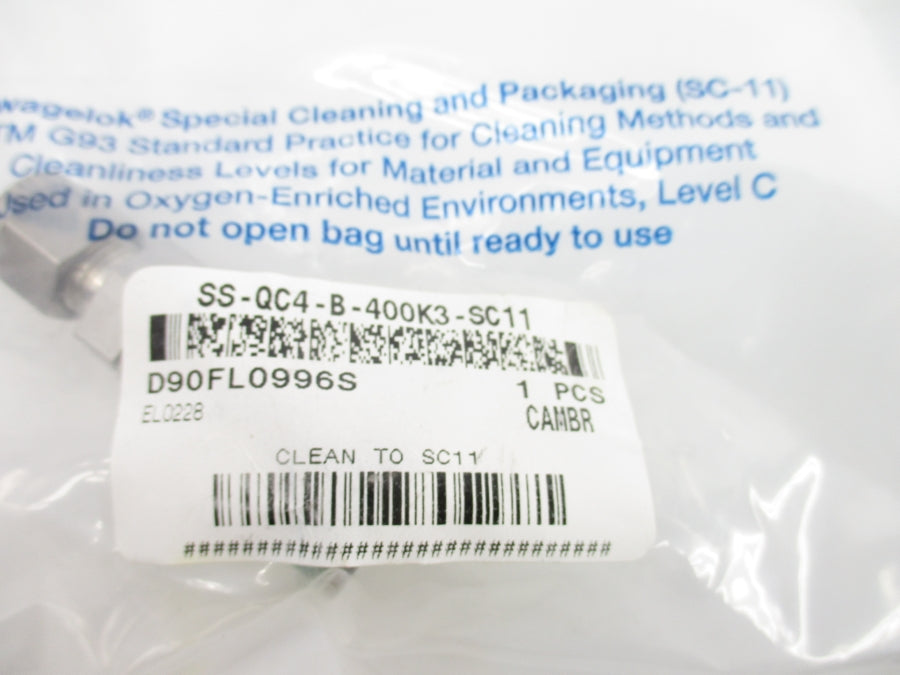 wagelok® Special Cleaning and Packaging (SC-11)
TM G93 Standard Practice for Cleaning Methods and
Cleanliness Levels for Material and Equipment
Used in Oxygen-Enriched Environments, Level C
Do not open bag until ready to use
SS-QC4-B-400K3-SC11
D90FL0996S
1 PCS
EL0228
CAMBR
CLEAN TO SC11
#############################